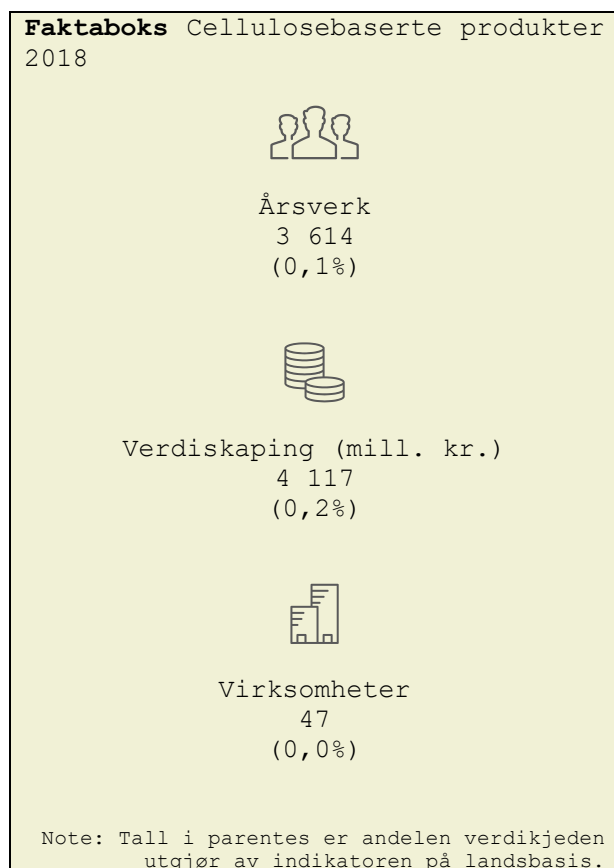 Faktaboks Cellulosebaserte produkter
2018
Årsverk
3 614
(0,1%)
Verdiskaping (mill. kr.)
4 117
(0,2%)
Virksomheter
47
(0,0%)
Note: Tall i parentes er andelen verdikjeden
utgjør av indikatoren på landsbasis.